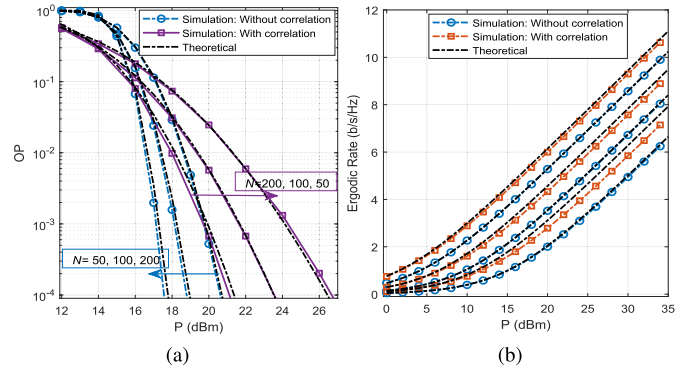 10⁰
10⁻¹
10⁻²
10⁻³
10⁻⁴
OP
12 14 16 18 20 22 24 26
P (dBm)
Simulation: Without correlation
Simulation: With correlation
Theoretical
N=200, 100, 50
N= 50, 100, 200
(a)
12
10
8
6
4
2
0
Ergodic Rate (b/s/Hz)
0 5 10 15 20 25 30 35
P (dBm)
Simulation: Without correlation
Simulation: With correlation
Theoretical
(b)